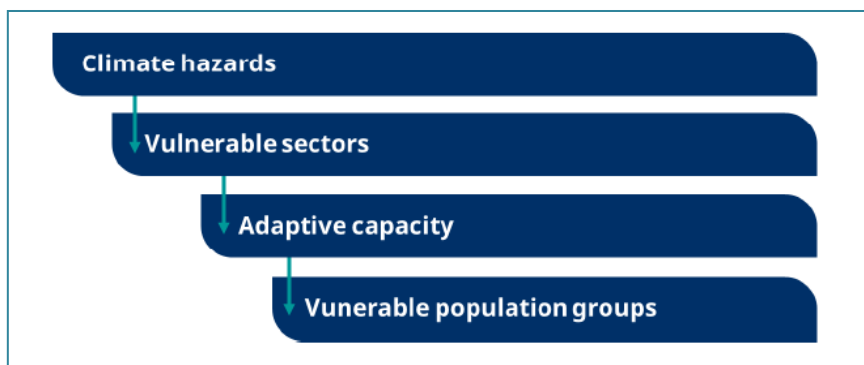 Climate hazards
Vulnerable sectors
Adaptive capacity
Vunerable population groups